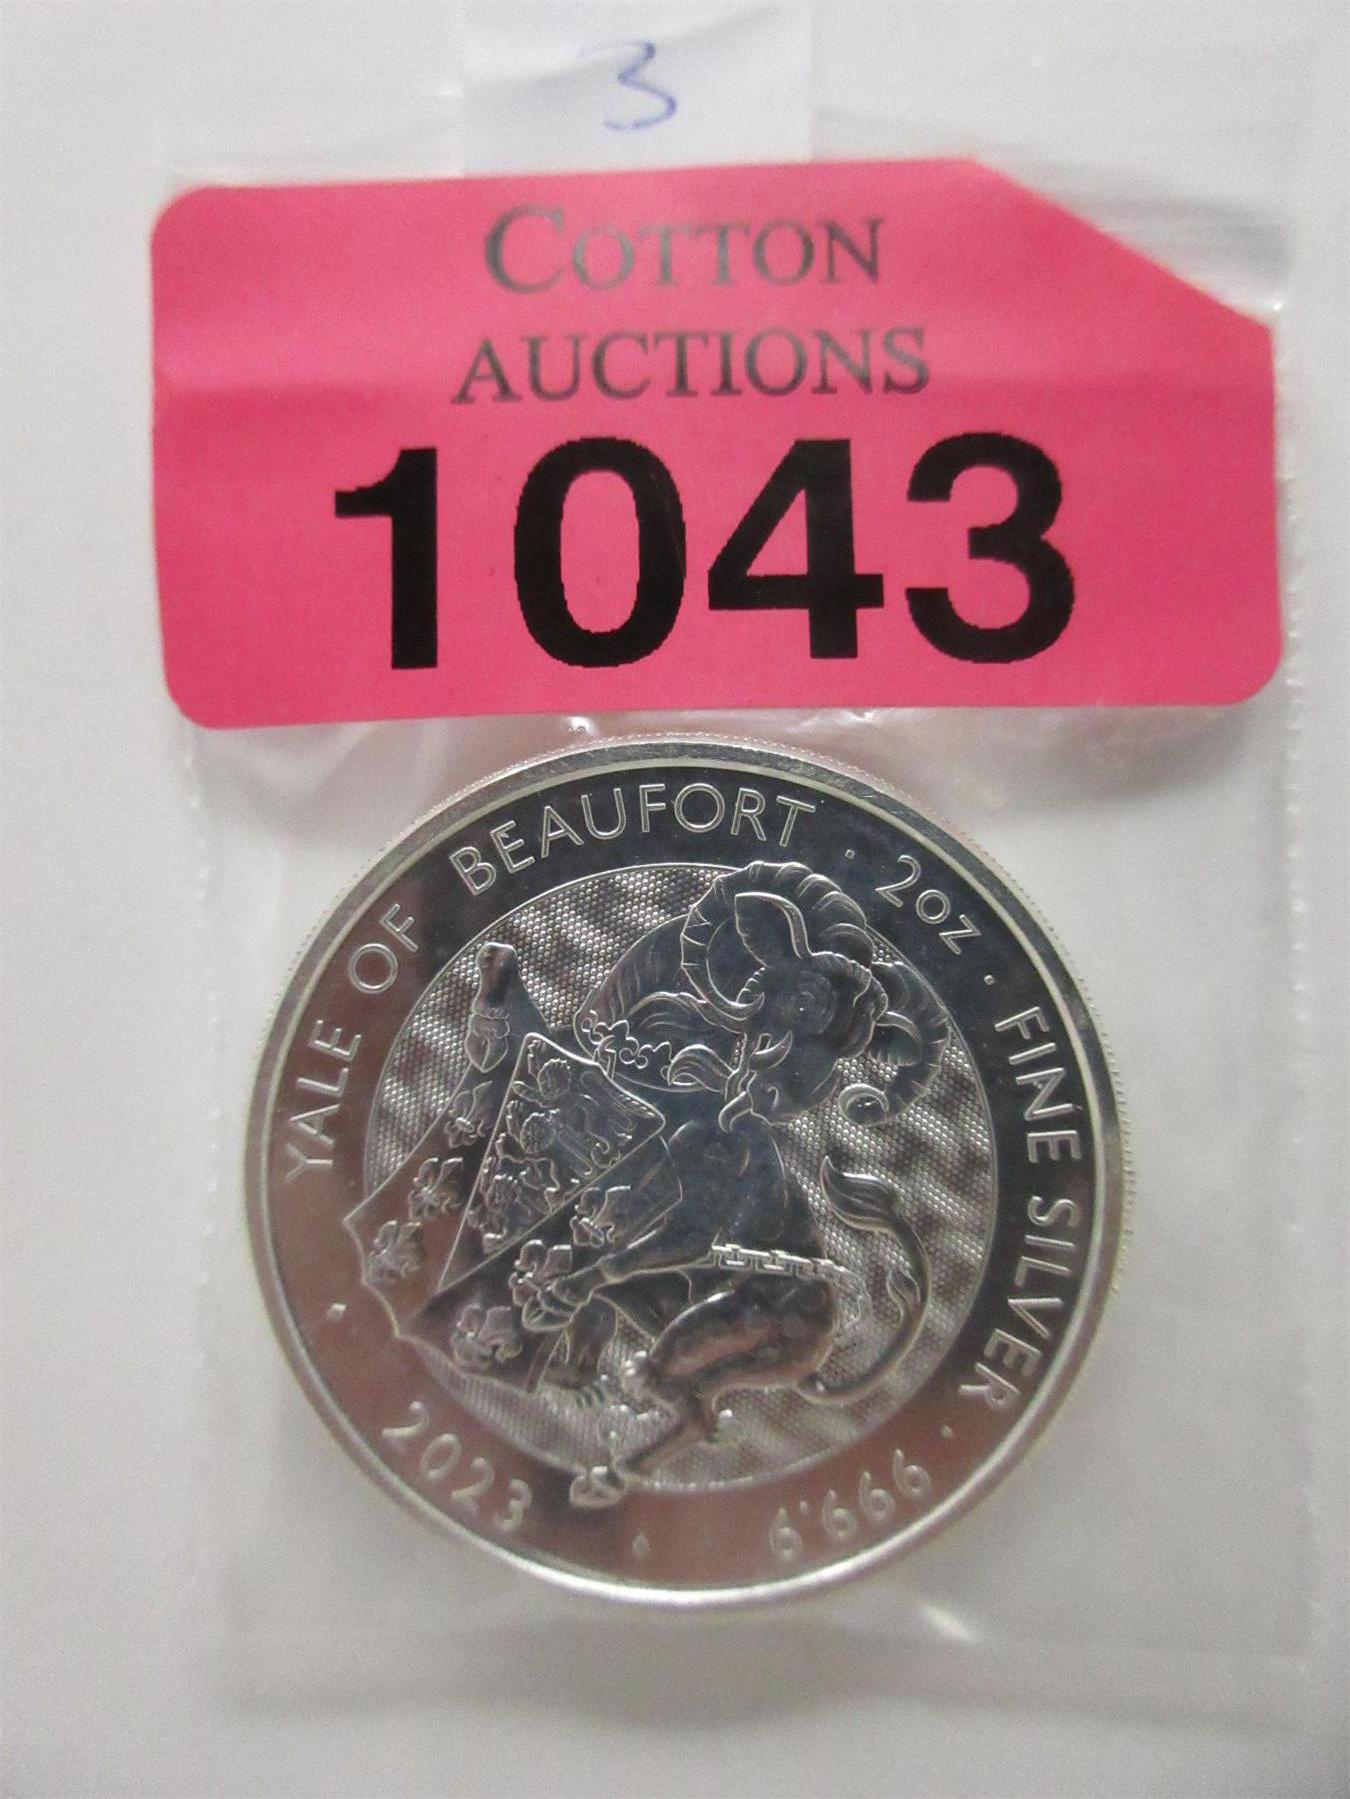 3
COTTON
AUCTIONS
1043
YALE OF BEAUFORT · 2OZ · FINE SILVER · 999.9
2023